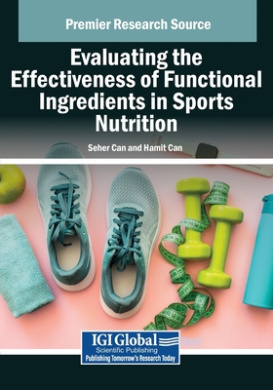 Premier Research Source
Evaluating the
Effectiveness of Functional
Ingredients in Sports
Nutrition
Seher Can and Hamit Can
IGI Global
Scientific Publishing
Publishing Tomorrow's Research Today